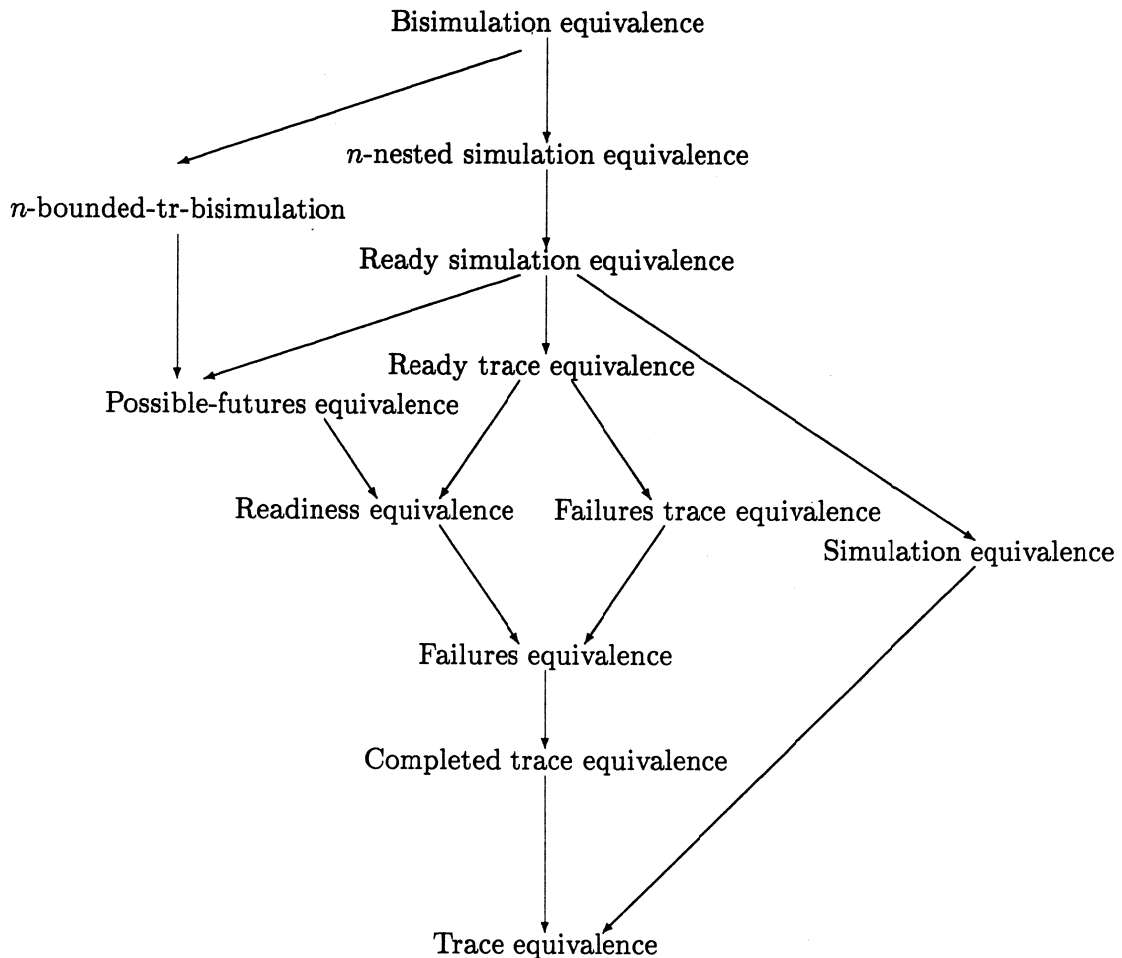 Bisimulation equivalence
n-nested simulation equivalence
n-bounded-tr-bisimulation
Ready simulation equivalence
Ready trace equivalence
Possible-futures equivalence
Readiness equivalence
Failures trace equivalence
Simulation equivalence
Failures equivalence
Completed trace equivalence
Trace equivalence